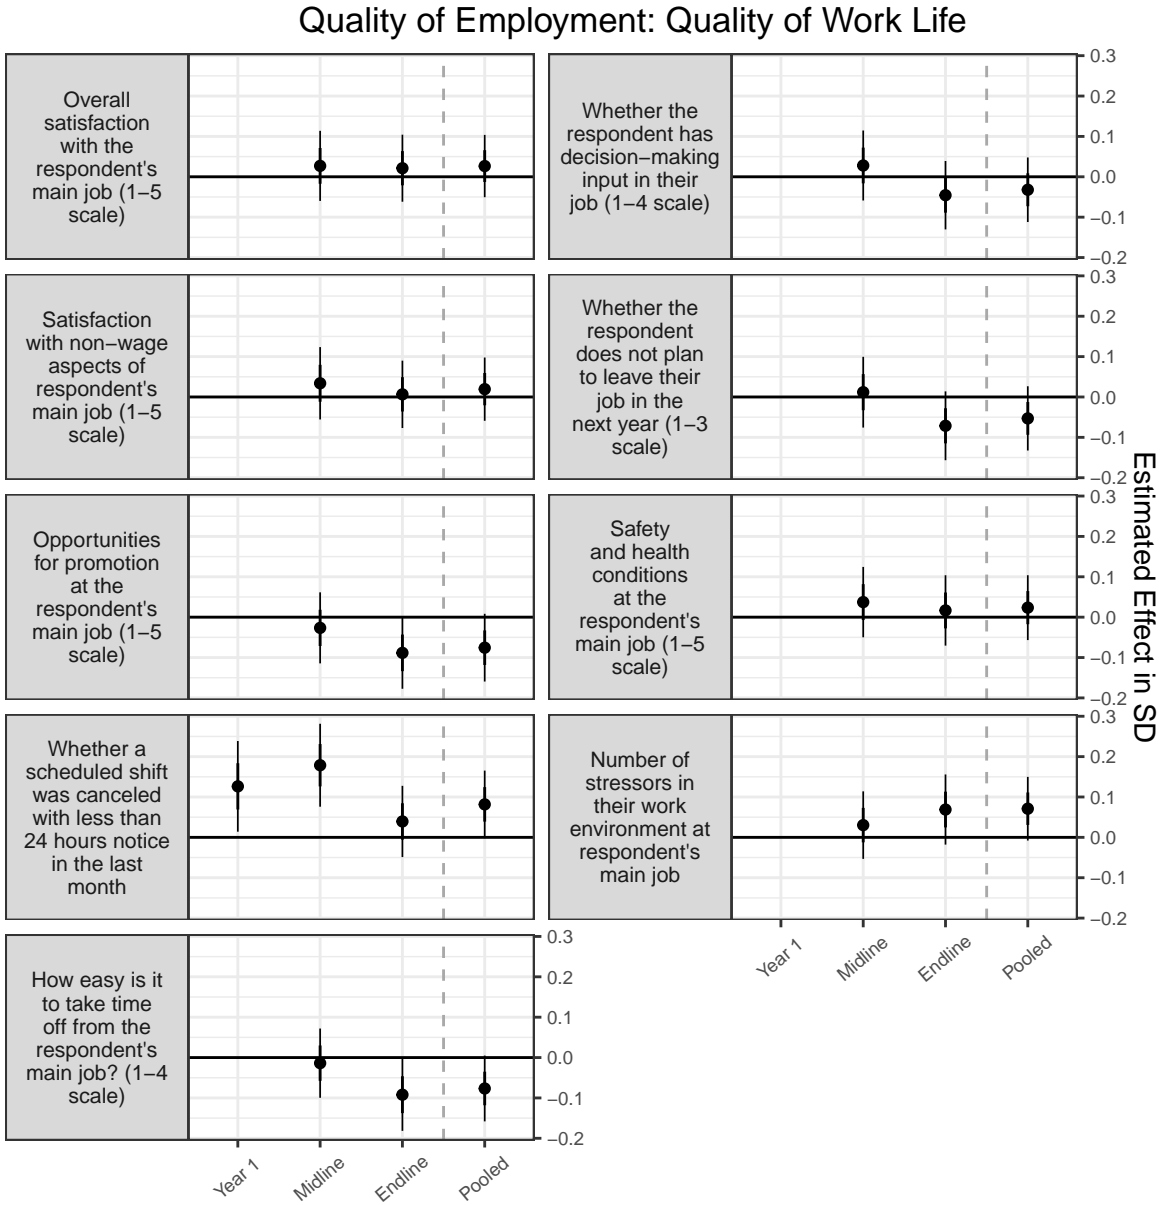 Quality of Employment: Quality of Work Life
Overall
satisfaction
with the
respondent's
main job (1−5
scale)
Whether the
respondent has
decision−making
input in their
job (1−4 scale)
0.3
0.2
0.1
0.0
−0.1
−0.2
Satisfaction
with non−wage
aspects of
respondent's
main job (1−5
scale)
Whether the
respondent
does not plan
to leave their
job in the
next year (1−3
scale)
0.3
0.2
0.1
0.0
−0.1
−0.2
Opportunities
for promotion
at the
respondent's
main job (1−5
scale)
Safety
and health
conditions
at the
respondent's
main job (1−5
scale)
0.3
0.2
0.1
0.0
−0.1
−0.2
Whether a
scheduled shift
was canceled
with less than
24 hours notice
in the last
month
Number of
stressors in
their work
environment at
respondent's
main job
0.3
0.2
0.1
0.0
−0.1
−0.2
Year 1
Midline
Endline
Pooled
How easy is it
to take time
off from the
respondent's
main job? (1−4
scale)
0.3
0.2
0.1
0.0
−0.1
−0.2
Year 1
Midline
Endline
Pooled
Estimated Effect in SD